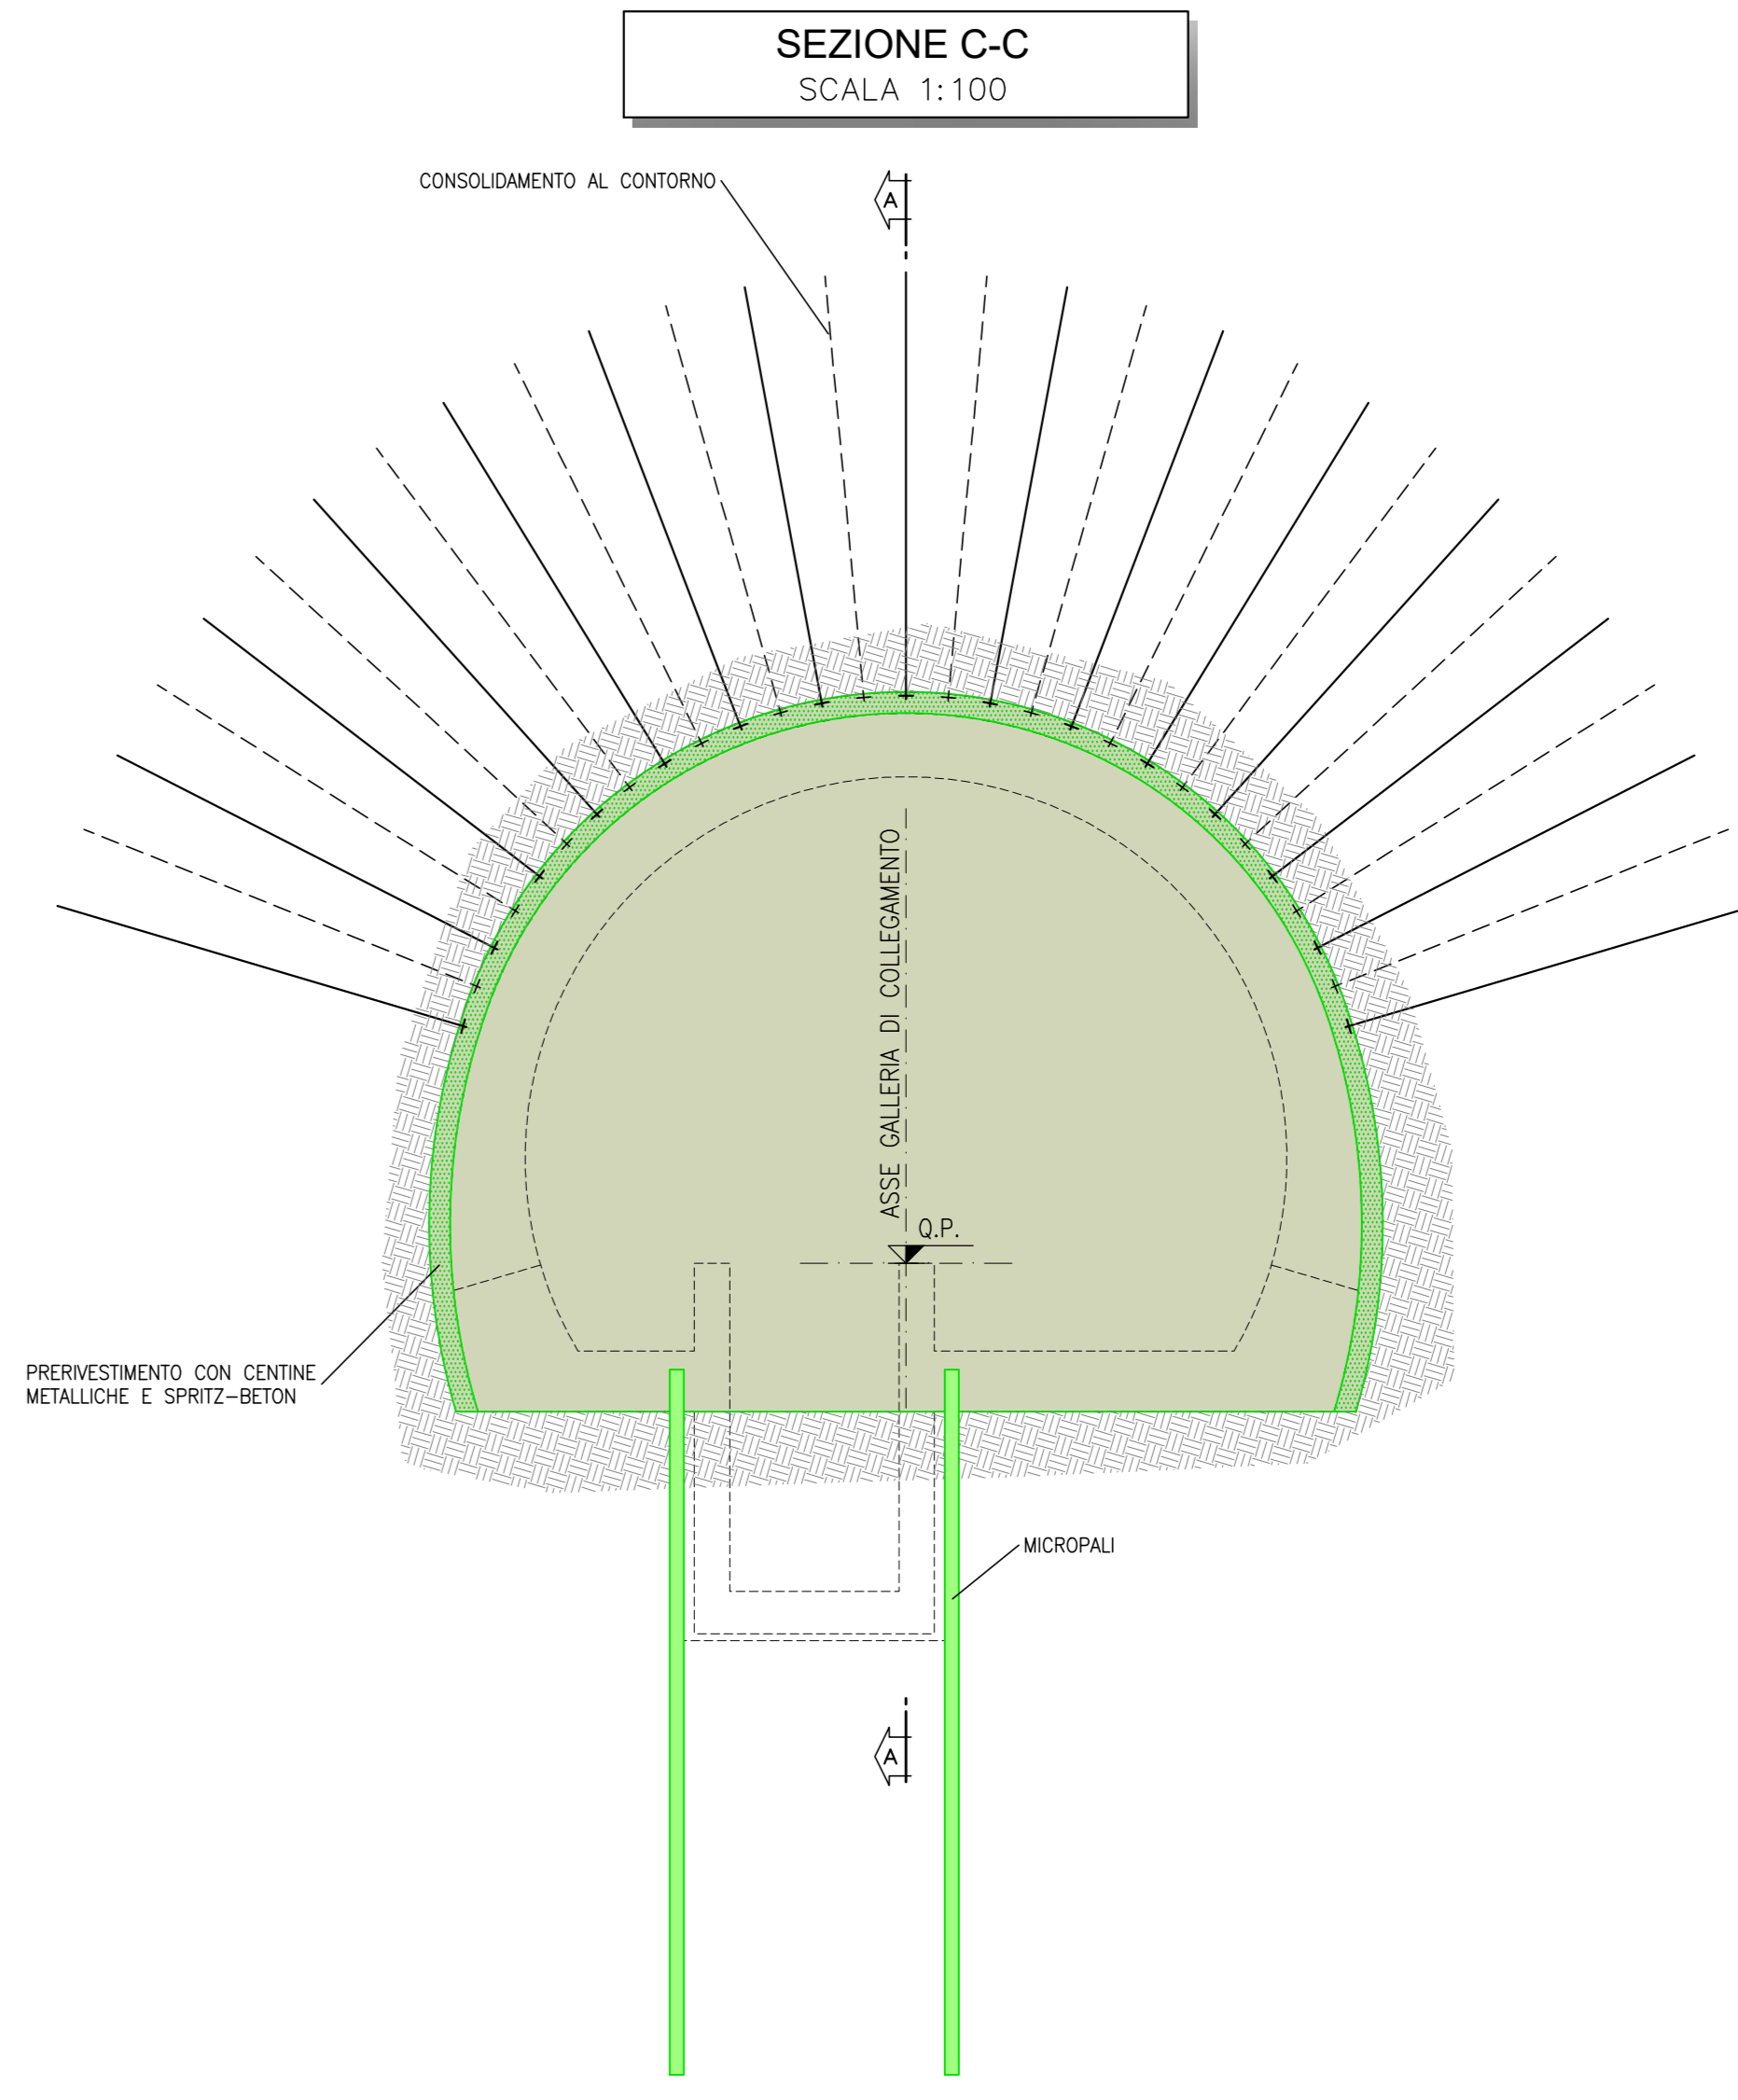 SEZIONE C-C
SCALA 1:100
CONSOLIDAMENTO AL CONTORNO
A
ASSE GALLERIA DI COLLEGAMENTO
Q.P.
PRERIVESTIMENTO CON CENTINE
METALLICHE E SPRITZ-BETON
MICROPALI
A